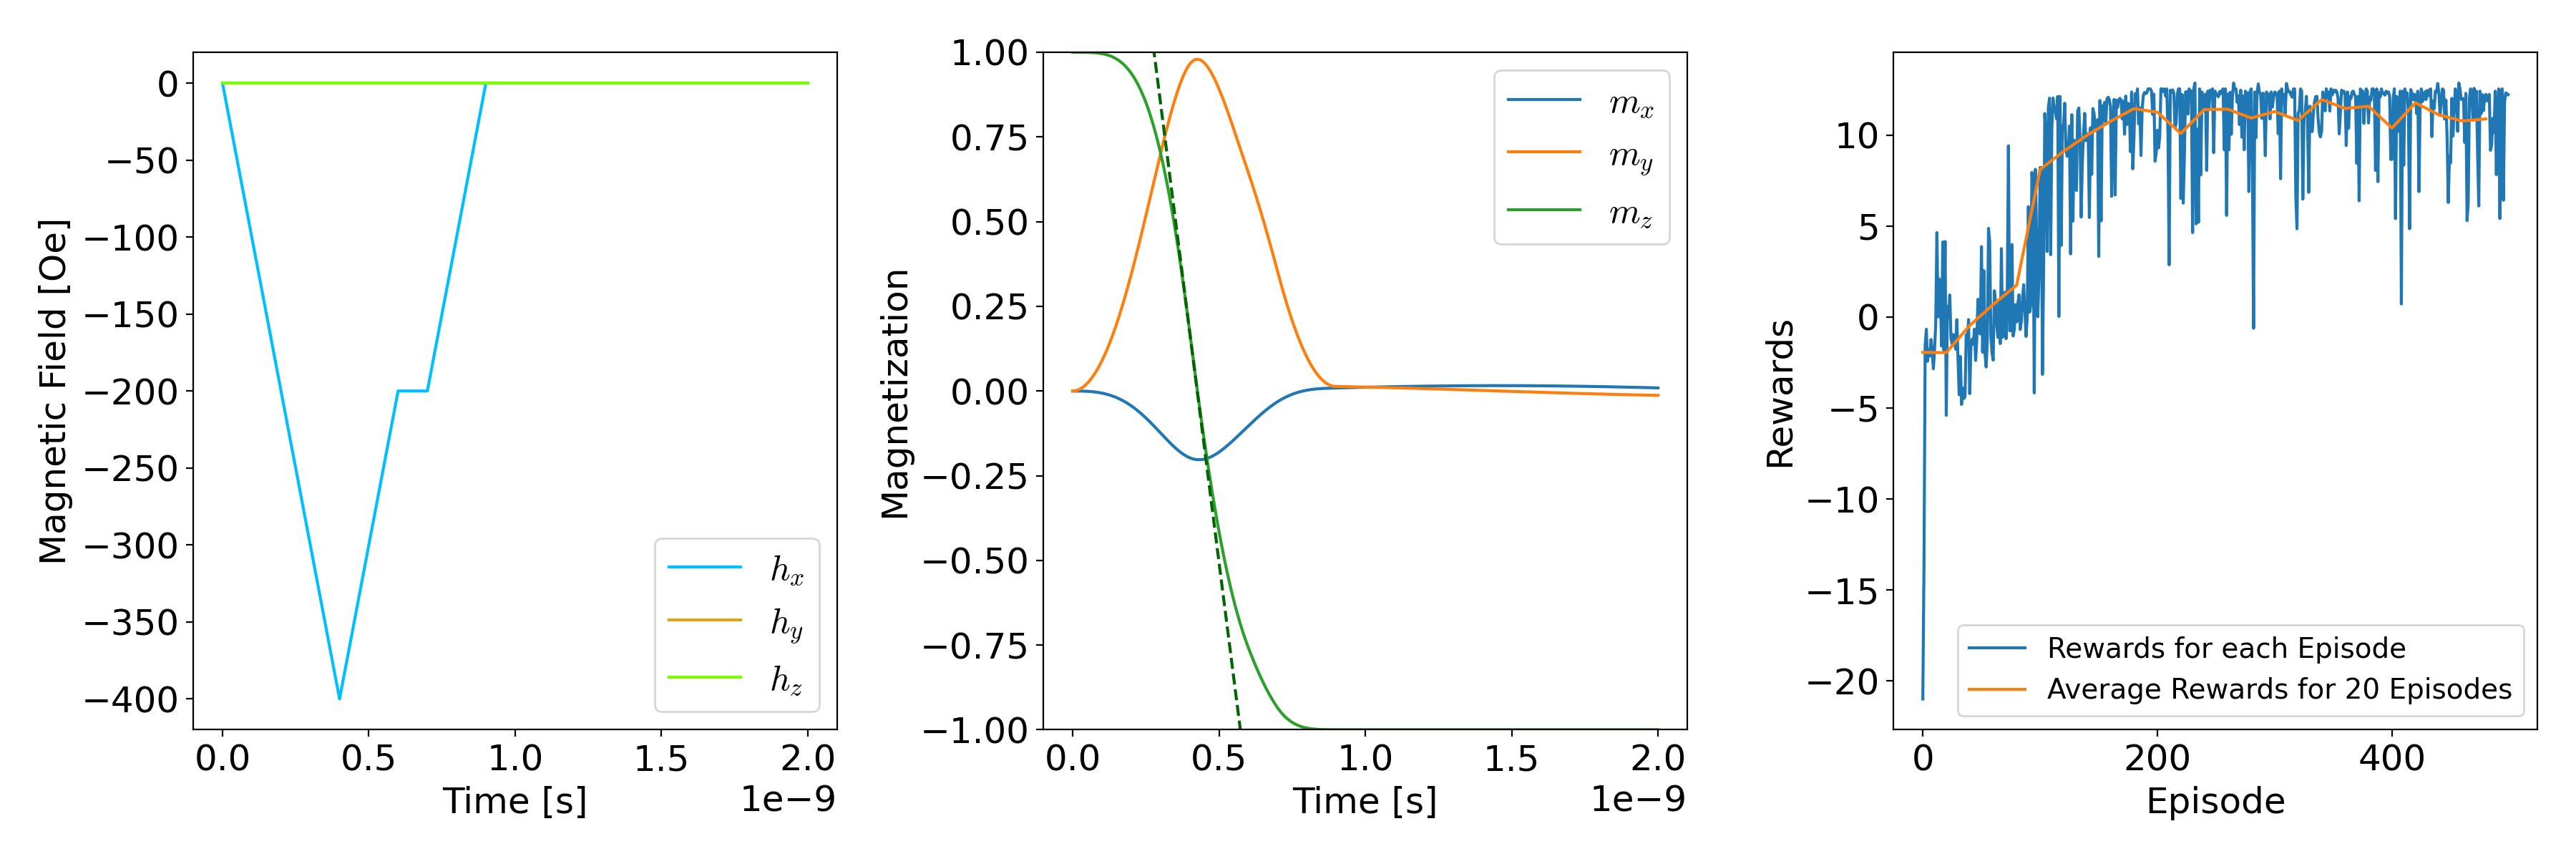 0
−50
−100
−150
−200
−250
−300
−350
−400
Magnetic Field [Oe]
0.0 0.5 1.0 1.5 2.0
Time [s]
1e−9
h_x
h_y
h_z
1.00
0.75
0.50
0.25
0.00
−0.25
−0.50
−0.75
−1.00
Magnetization
0.0 0.5 1.0 1.5 2.0
Time [s]
1e−9
m_x
m_y
m_z
10
5
0
−5
−10
−15
−20
Rewards
0 200 400
Episode
Rewards for each Episode
Average Rewards for 20 Episodes